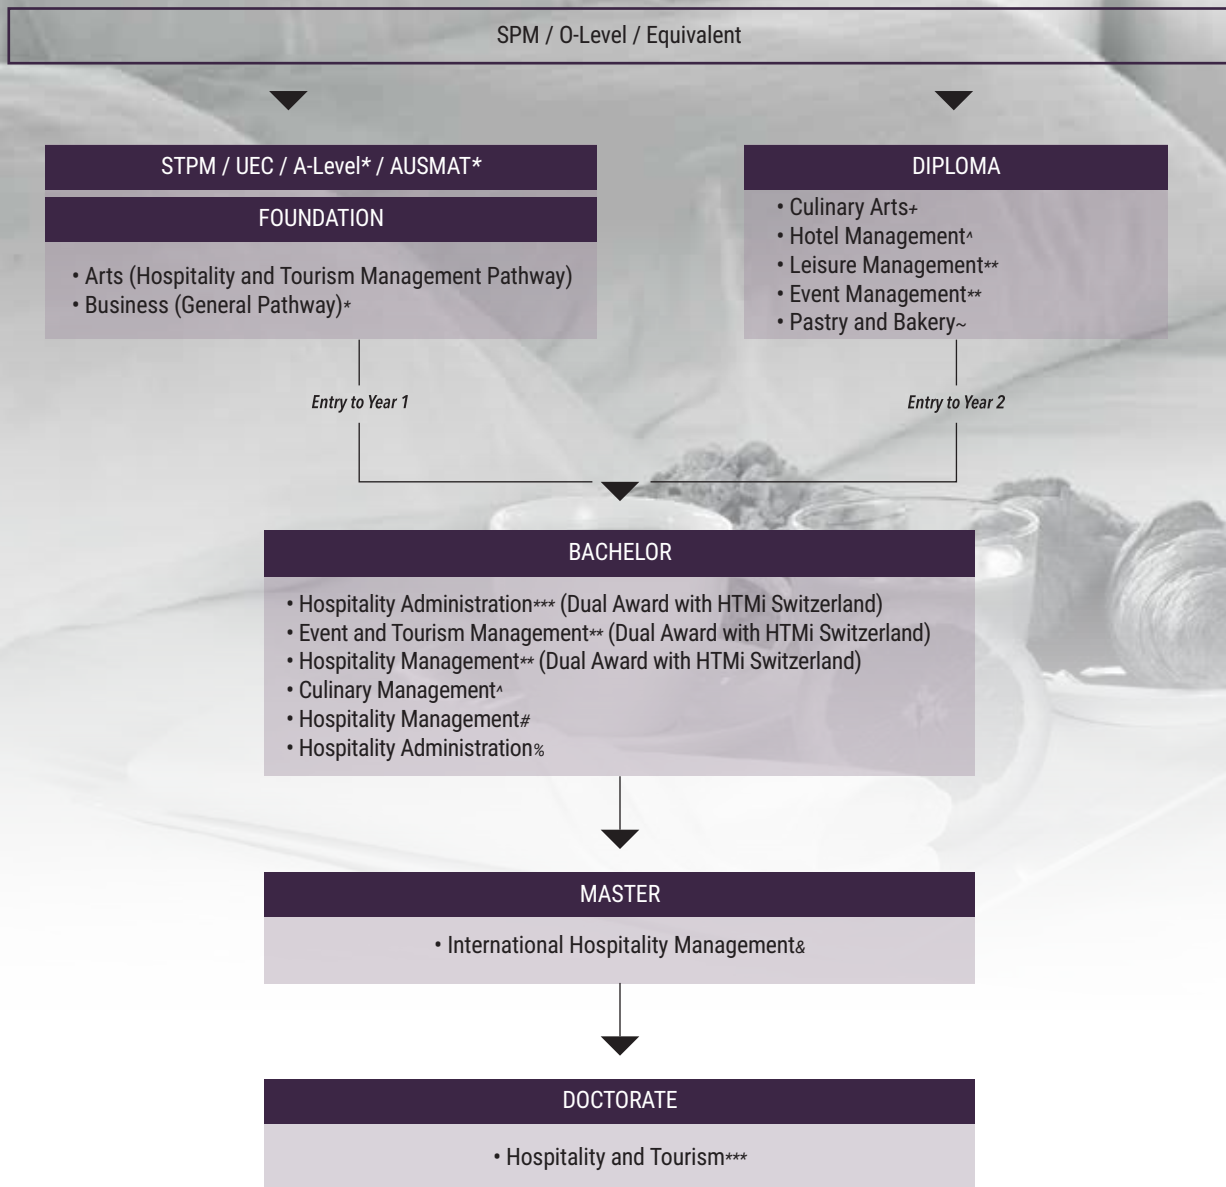 SPM / O-Level / Equivalent
STPM / UEC / A-Level* / AUSMAT*
FOUNDATION
• Arts (Hospitality and Tourism Management Pathway)
• Business (General Pathway)*
DIPLOMA
• Culinary Arts+
• Hotel Management^
• Leisure Management**
• Event Management**
• Pastry and Bakery~
Entry to Year 1
Entry to Year 2
BACHELOR
• Hospitality Administration*** (Dual Award with HTMi Switzerland)
• Event and Tourism Management** (Dual Award with HTMi Switzerland)
• Hospitality Management** (Dual Award with HTMi Switzerland)
• Culinary Management^
• Hospitality Management#
• Hospitality Administration%
MASTER
• International Hospitality Management&
DOCTORATE
• Hospitality and Tourism***